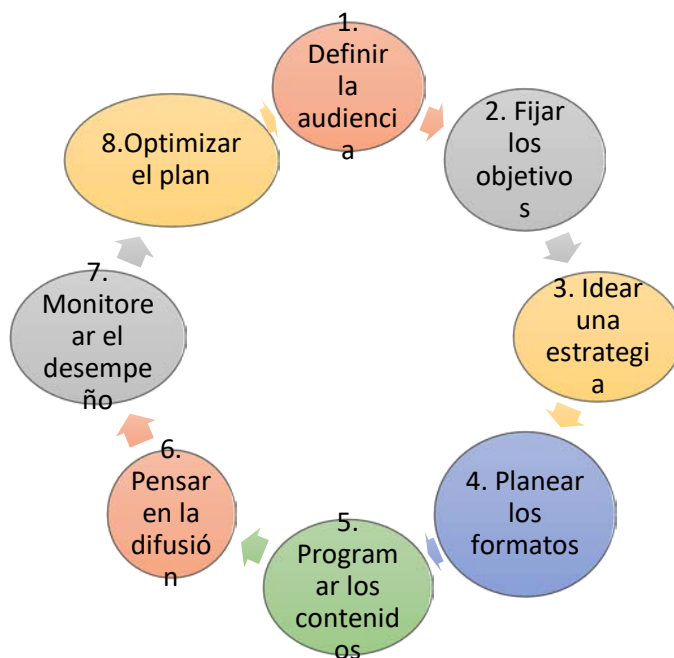 1.
Definir
la
audienci
a
2. Fijar
los
objetivo
s
3. Idear
una
estrategi
a
4. Planear
los
formatos
5.
Program
ar los
contenid
os
6.
Pensar
en la
difusió
n
7.
Monitore
ar el
desempe
ño
8.Optimizar
el plan